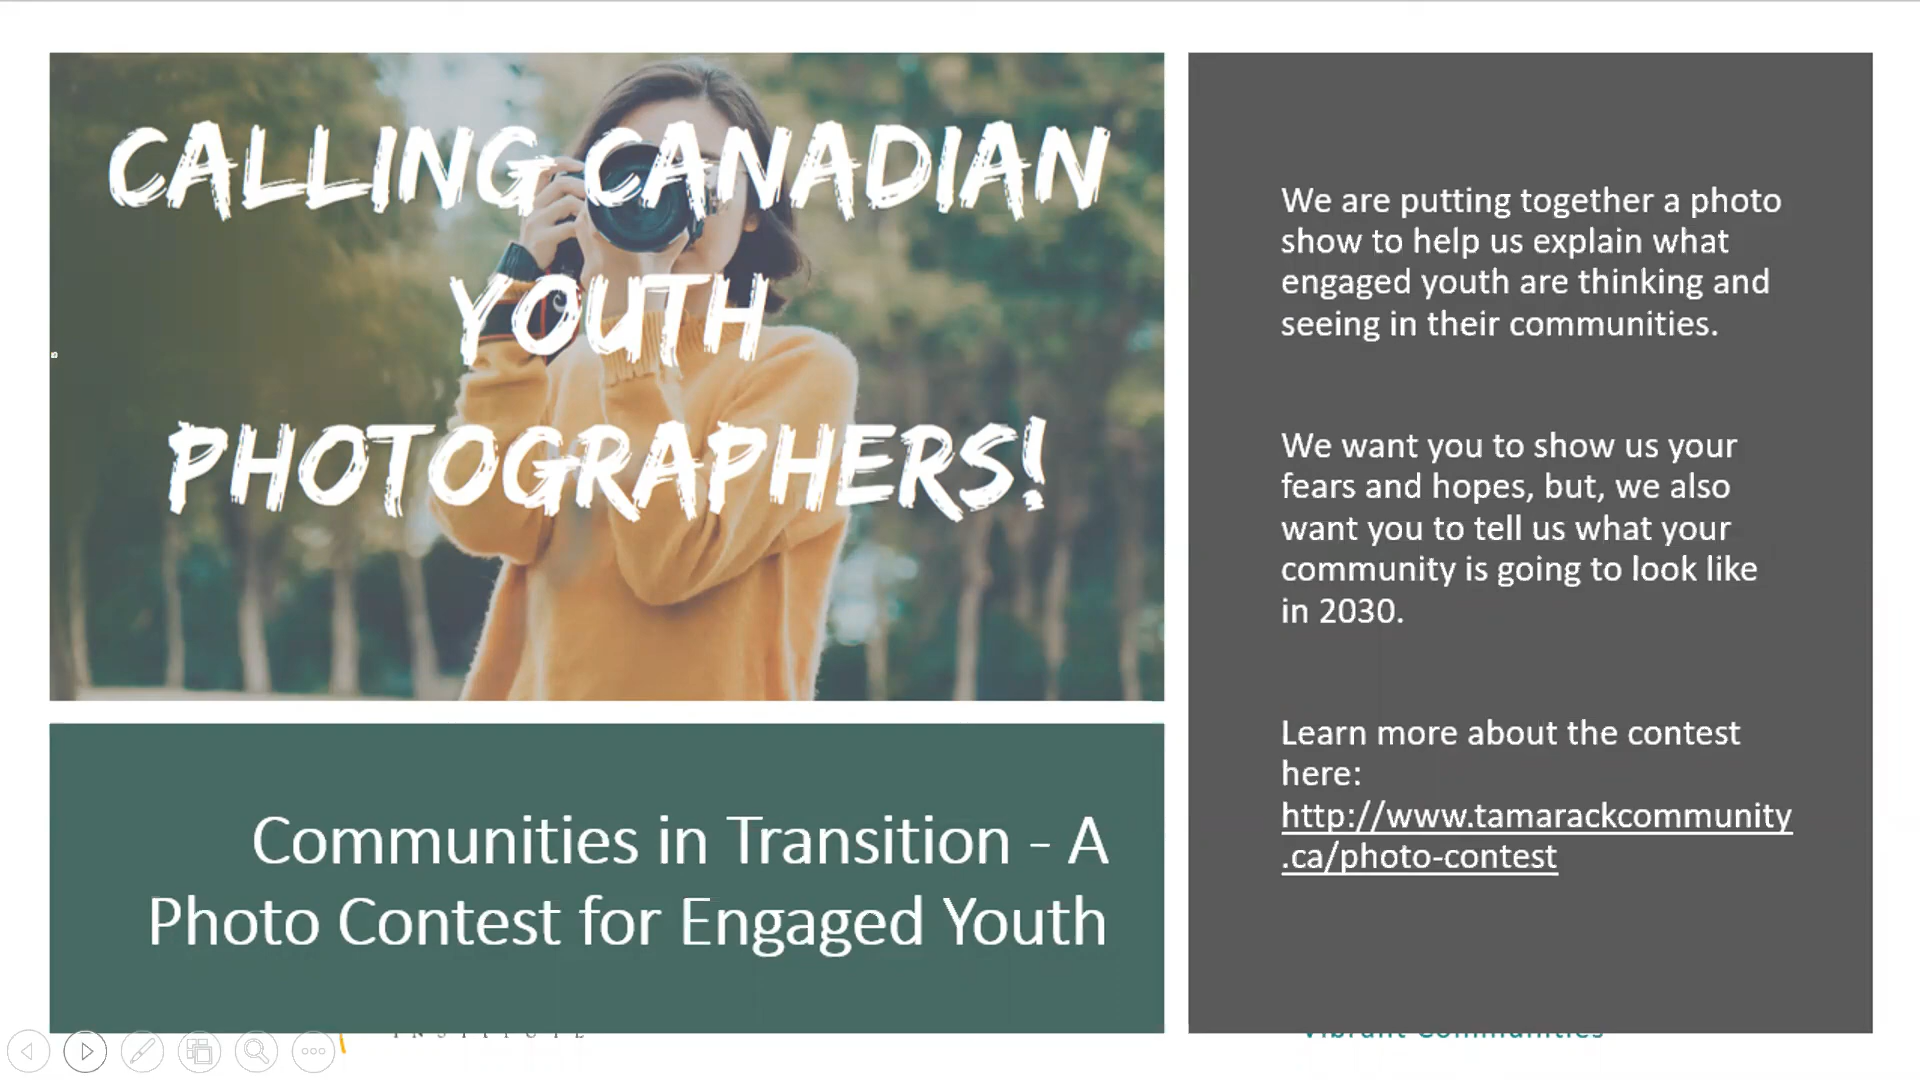 CALLING CANADIAN
YOUTH
PHOTOGRAPHERS!
Communities in Transition - A
Photo Contest for Engaged Youth
We are putting together a photo
show to help us explain what
engaged youth are thinking and
seeing in their communities.
We want you to show us your
fears and hopes, but, we also
want you to tell us what your
community is going to look like
in 2030.
Learn more about the contest
here:
http://www.tamarackcommunity
.ca/photo-contest
INSTITUTE
Vibrant Communities